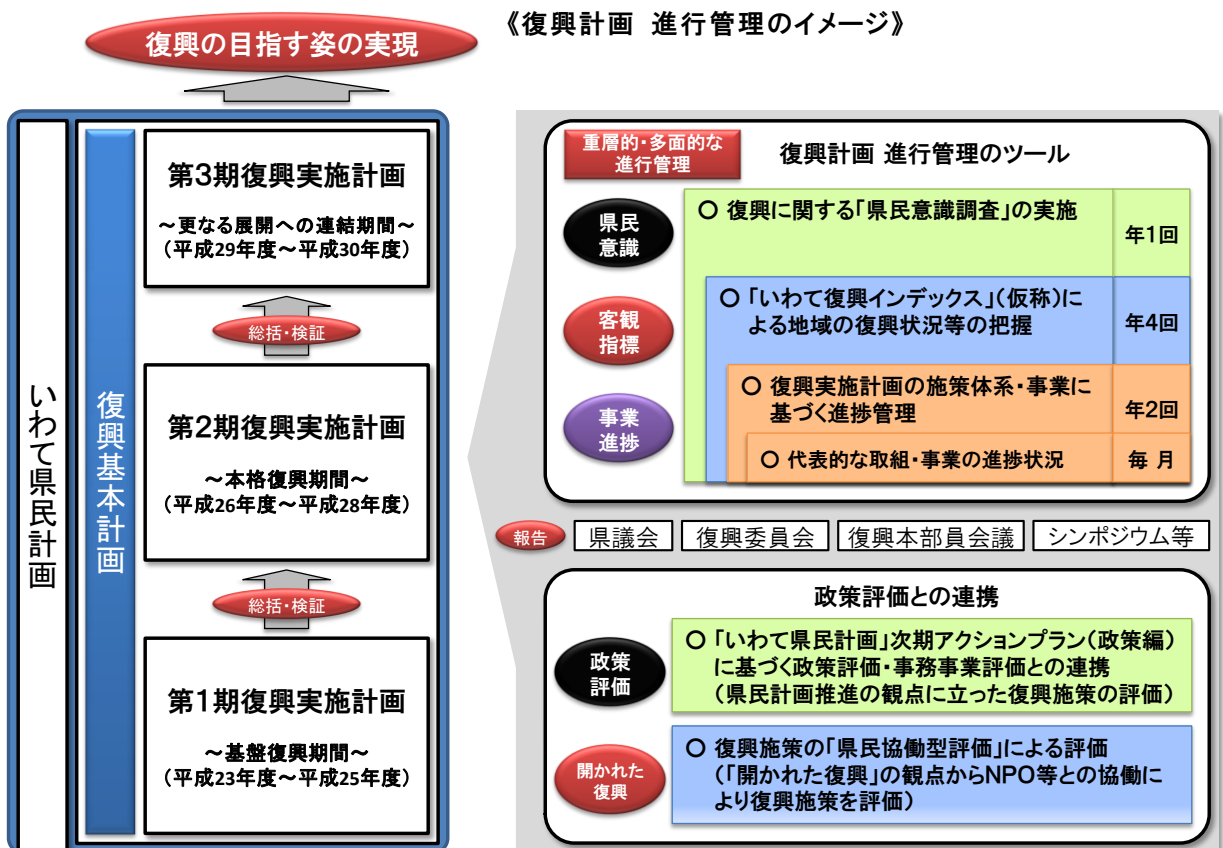 《復興計画 進行管理のイメージ》
復興の目指す姿の実現
いわて県民計画
復興基本計画
第3期復興実施計画
～更なる展開への連結期間～
（平成29年度～平成30年度）
総括・検証
第2期復興実施計画
～本格復興期間～
（平成26年度～平成28年度）
総括・検証
第1期復興実施計画
～基盤復興期間～
（平成23年度～平成25年度）
重層的・多面的な
進行管理
復興計画 進行管理のツール
県民
意識
○ 復興に関する「県民意識調査」の実施
年1回
客観
指標
○ 「いわて復興インデックス」（仮称）に
よる地域の復興状況等の把握
年4回
事業
進捗
○ 復興実施計画の施策体系・事業に
基づく進捗管理
年2回
○ 代表的な取組・事業の進捗状況
毎 月
報告
県議会
復興委員会
復興本部員会議
シンポジウム等
政策評価との連携
政策
評価
○ 「いわて県民計画」次期アクションプラン（政策編）
に基づく政策評価・事務事業評価との連携
（県民計画推進の観点に立った復興施策の評価）
開かれた
復興
○ 復興施策の「県民協働型評価」による評価
（「開かれた復興」の観点からNPO等との協働に
より復興施策を評価）